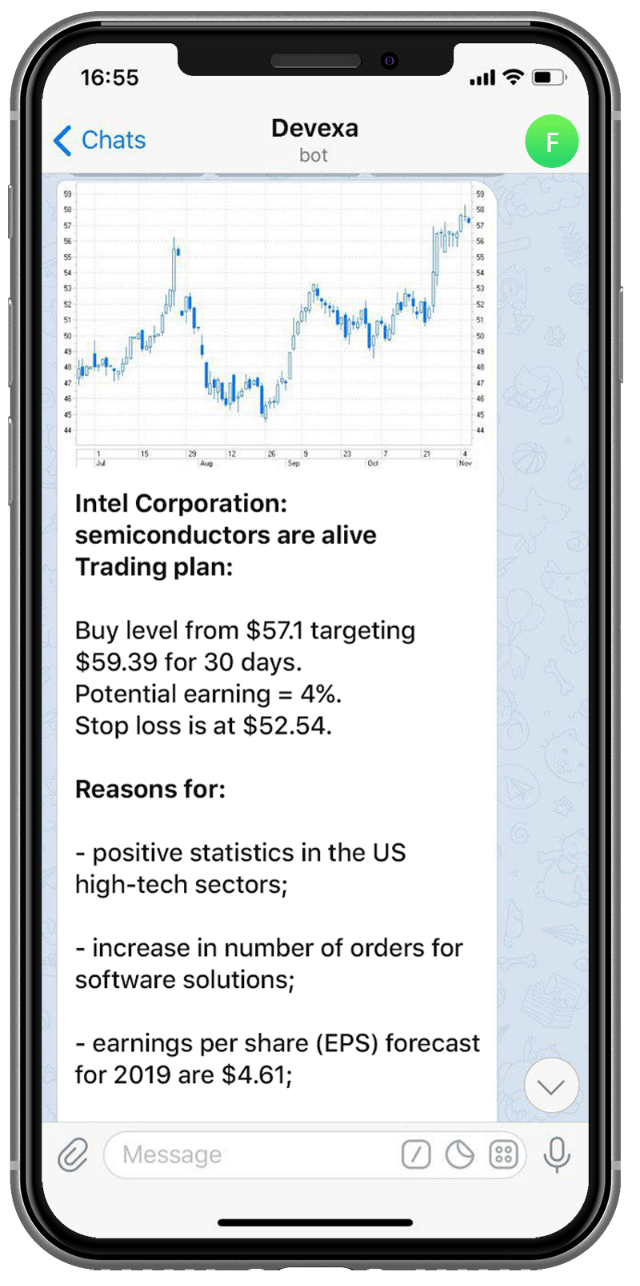 16:55
Chats
Devexa
bot
F
59 59
58 58
57 57
56 56
55 55
54 54
53 53
52 52
51 51
50 50
49 49
48 48
47 47
46 46
45 45
44 44
1 15 29 12 26 9 23 7 21 4
Jul Aug Sep Oct Nov
Intel Corporation:
semiconductors are alive
Trading plan:
Buy level from $57.1 targeting
$59.39 for 30 days.
Potential earning = 4%.
Stop loss is at $52.54.
Reasons for:
- positive statistics in the US
high-tech sectors;
- increase in number of orders for
software solutions;
- earnings per share (EPS) forecast
for 2019 are $4.61;
Message